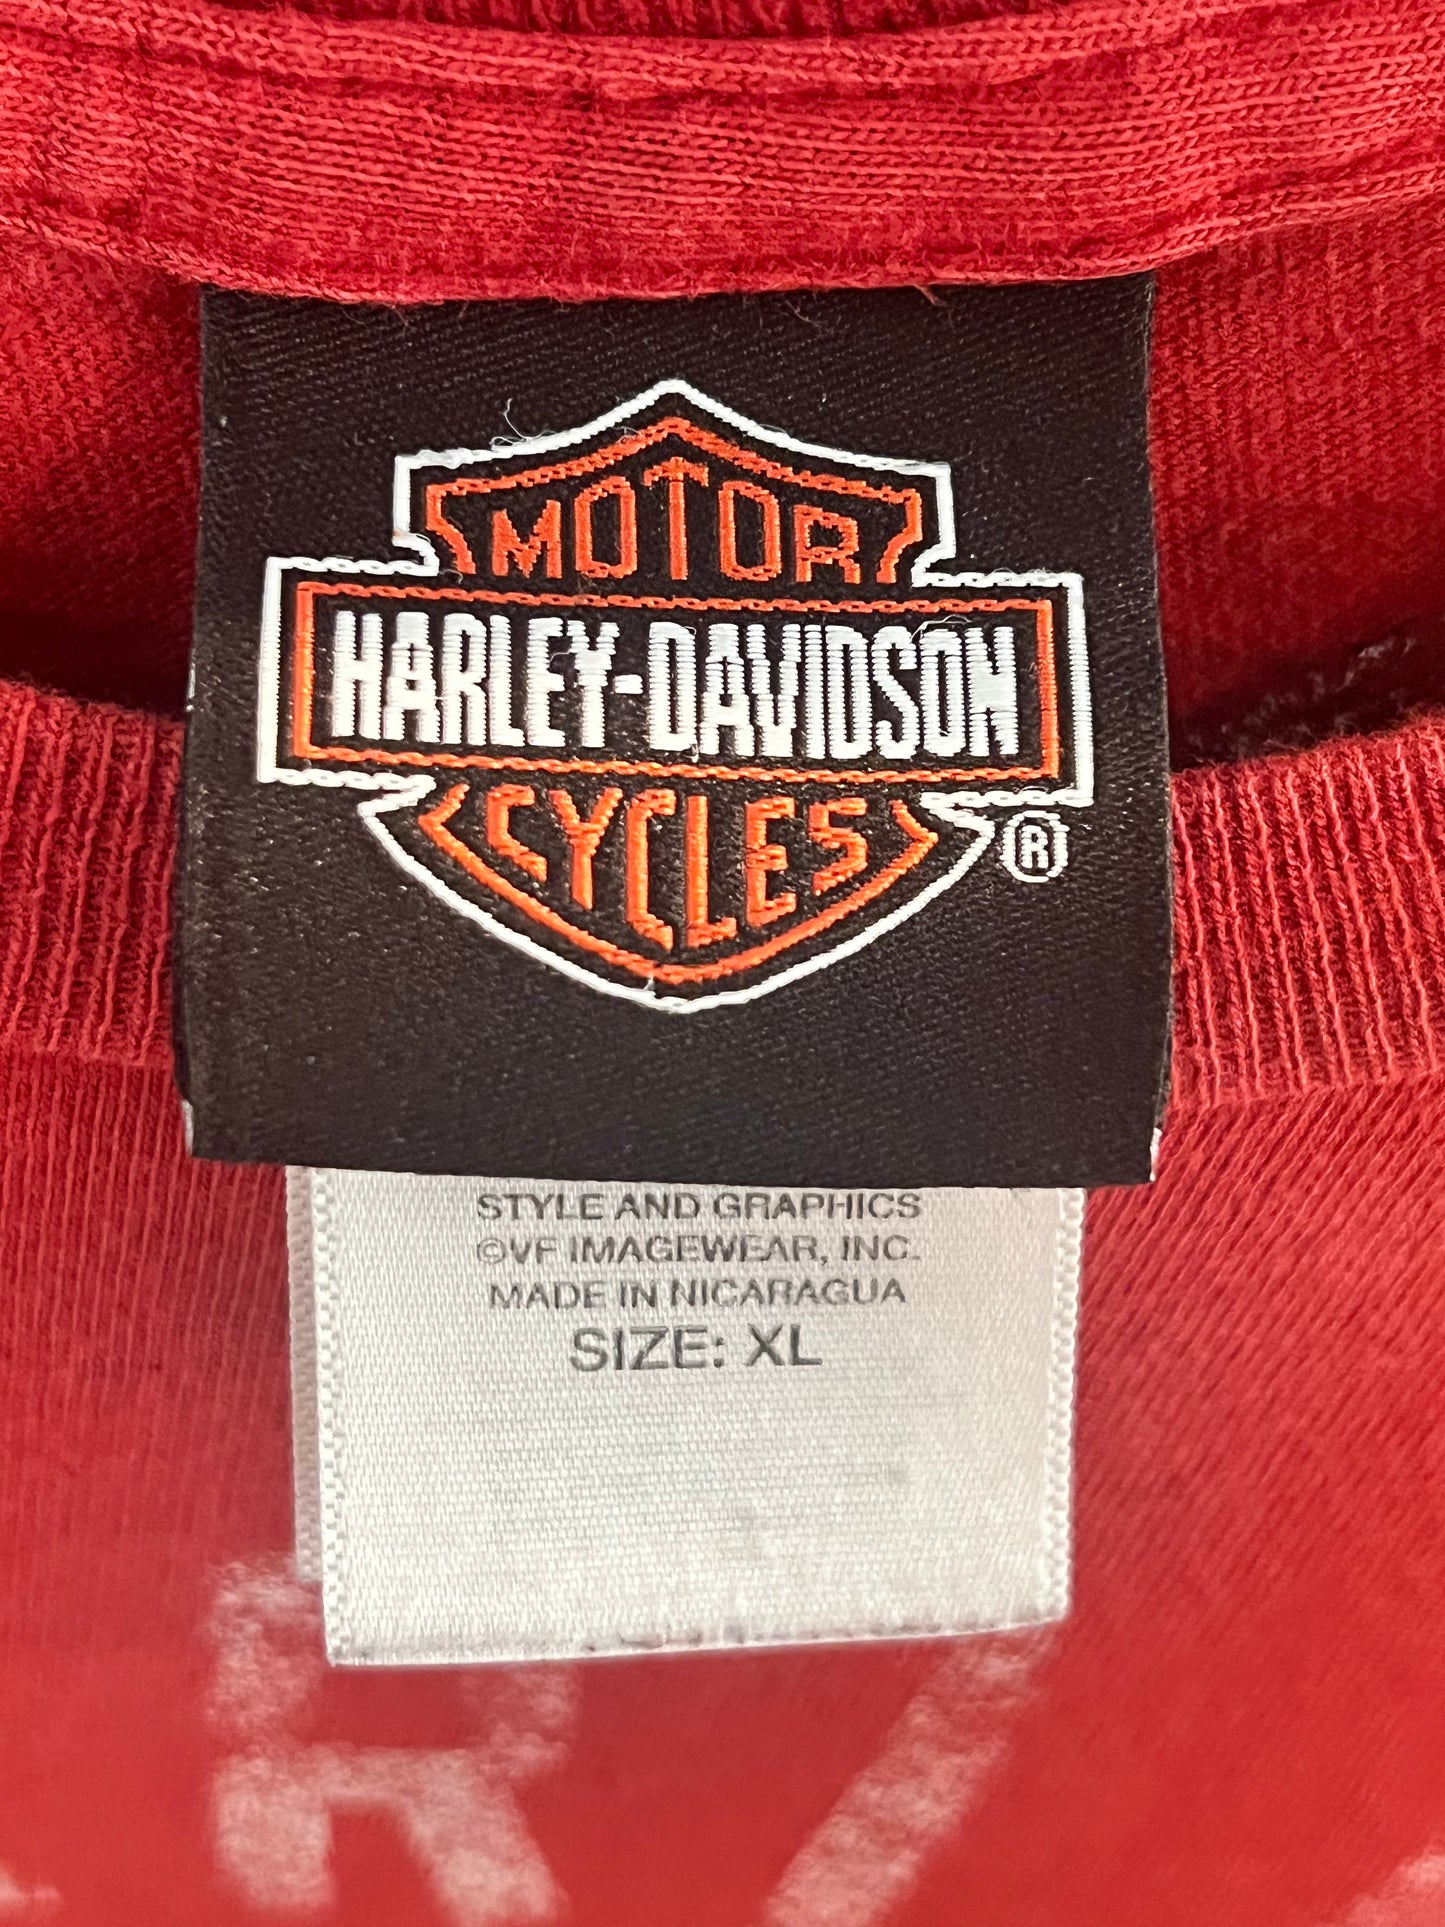 MOTOR
HARLEY-DAVIDSON
CYCLES
®
STYLE AND GRAPHICS
©VF IMAGEWEAR, INC.
MADE IN NICARAGUA
SIZE: XL